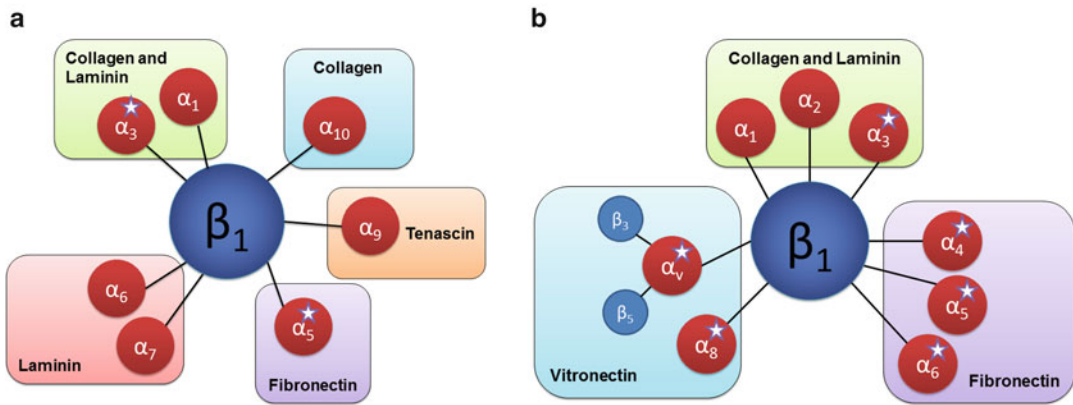 a
Collagen and
Laminin
α₃
α₁
Collagen
α₁₀
β₁
α₉
Tenascin
α₆
α₇
Laminin
α₅
Fibronectin
b
Collagen and Laminin
α₁
α₂
α₃
β₃
αᵥ
β₅
α₈
Vitronectin
β₁
α₄
α₅
α₆
Fibronectin